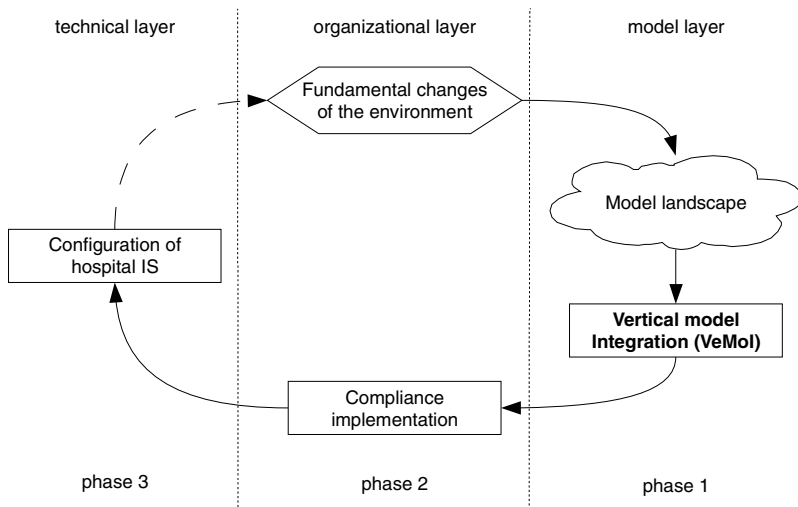 technical layer
organizational layer
model layer
Fundamental changes
of the environment
Model landscape
Configuration of
hospital IS
Vertical model
Integration (VeMoI)
Compliance
implementation
phase 3
phase 2
phase 1